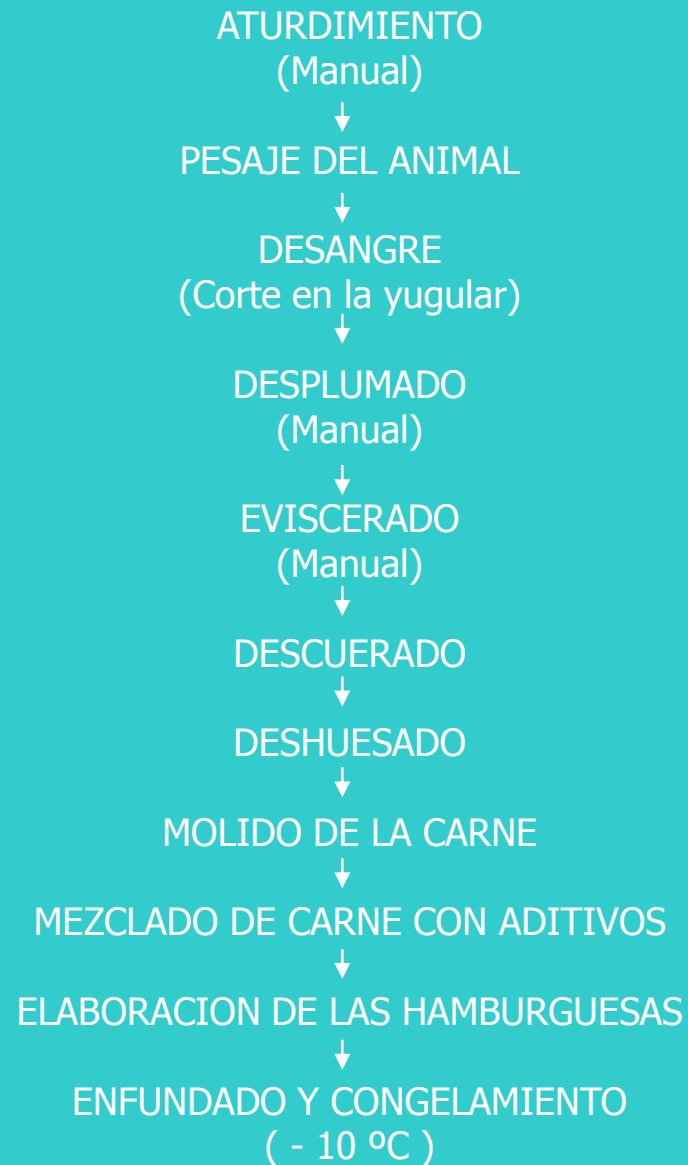 ATURDIMIENTO
(Manual)
PESAJE DEL ANIMAL
DESANGRE
(Corte en la yugular)
DESPLUMADO
(Manual)
EVISCERADO
(Manual)
DESCUERADO
DESHUESADO
MOLIDO DE LA CARNE
MEZCLADO DE CARNE CON ADITIVOS
ELABORACION DE LAS HAMBURGUESAS
ENFUNDADO Y CONGELAMIENTO
( - 10 ºC )